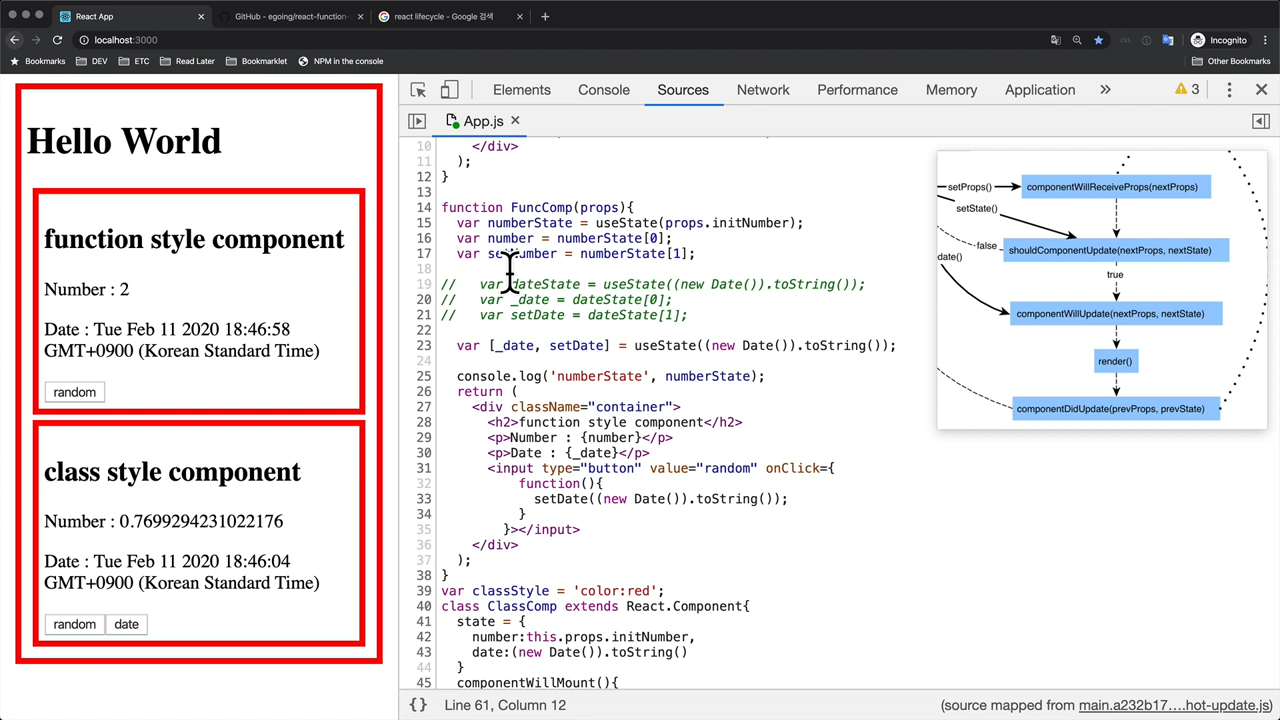 React App
GitHub - egoing/react-function-
react lifecycle - Google 검색
localhost:3000
Incognito
Bookmarks
DEV
ETC
Read Later
Bookmarklet
NPM in the console
Other Bookmarks
Hello World
function style component
Number : 2
Date : Tue Feb 11 2020 18:46:58
GMT+0900 (Korean Standard Time)
random
class style component
Number : 0.7699294231022176
Date : Tue Feb 11 2020 18:46:04
GMT+0900 (Korean Standard Time)
random
date
Elements
Console
Sources
Network
Performance
Memory
Application
3
App.js
10 </div>
11 );
12 }
13
14 function FuncComp(props){
15 var numberState = useState(props.initNumber);
16 var number = numberState[0];
17 var setNumber = numberState[1];
18
19 // var dateState = useState((new Date()).toString());
20 // var _date = dateState[0];
21 // var setDate = dateState[1];
22
23 var [_date, setDate] = useState((new Date()).toString());
24
25 console.log('numberState', numberState);
26 return (
27 <div className="container">
28 <h2>function style component</h2>
29 <p>Number : {number}</p>
30 <p>Date : {_date}</p>
31 <input type="button" value="random" onClick={
32 function(){
33 setDate((new Date()).toString());
34 }
35 }></input>
36 </div>
37 );
38 }
39 var classStyle = 'color:red';
40 class ClassComp extends React.Component{
41 state = {
42 number:this.props.initNumber,
43 date:(new Date()).toString()
44 }
45 componentWillMount(){
setProps()
componentWillReceiveProps(nextProps)
setState()
false
shouldComponentUpdate(nextProps, nextState)
date()
true
componentWillUpdate(nextProps, nextState)
render()
componentDidUpdate(prevProps, prevState)
{} Line 61, Column 12
(source mapped from main.a232b17....hot-update.js)